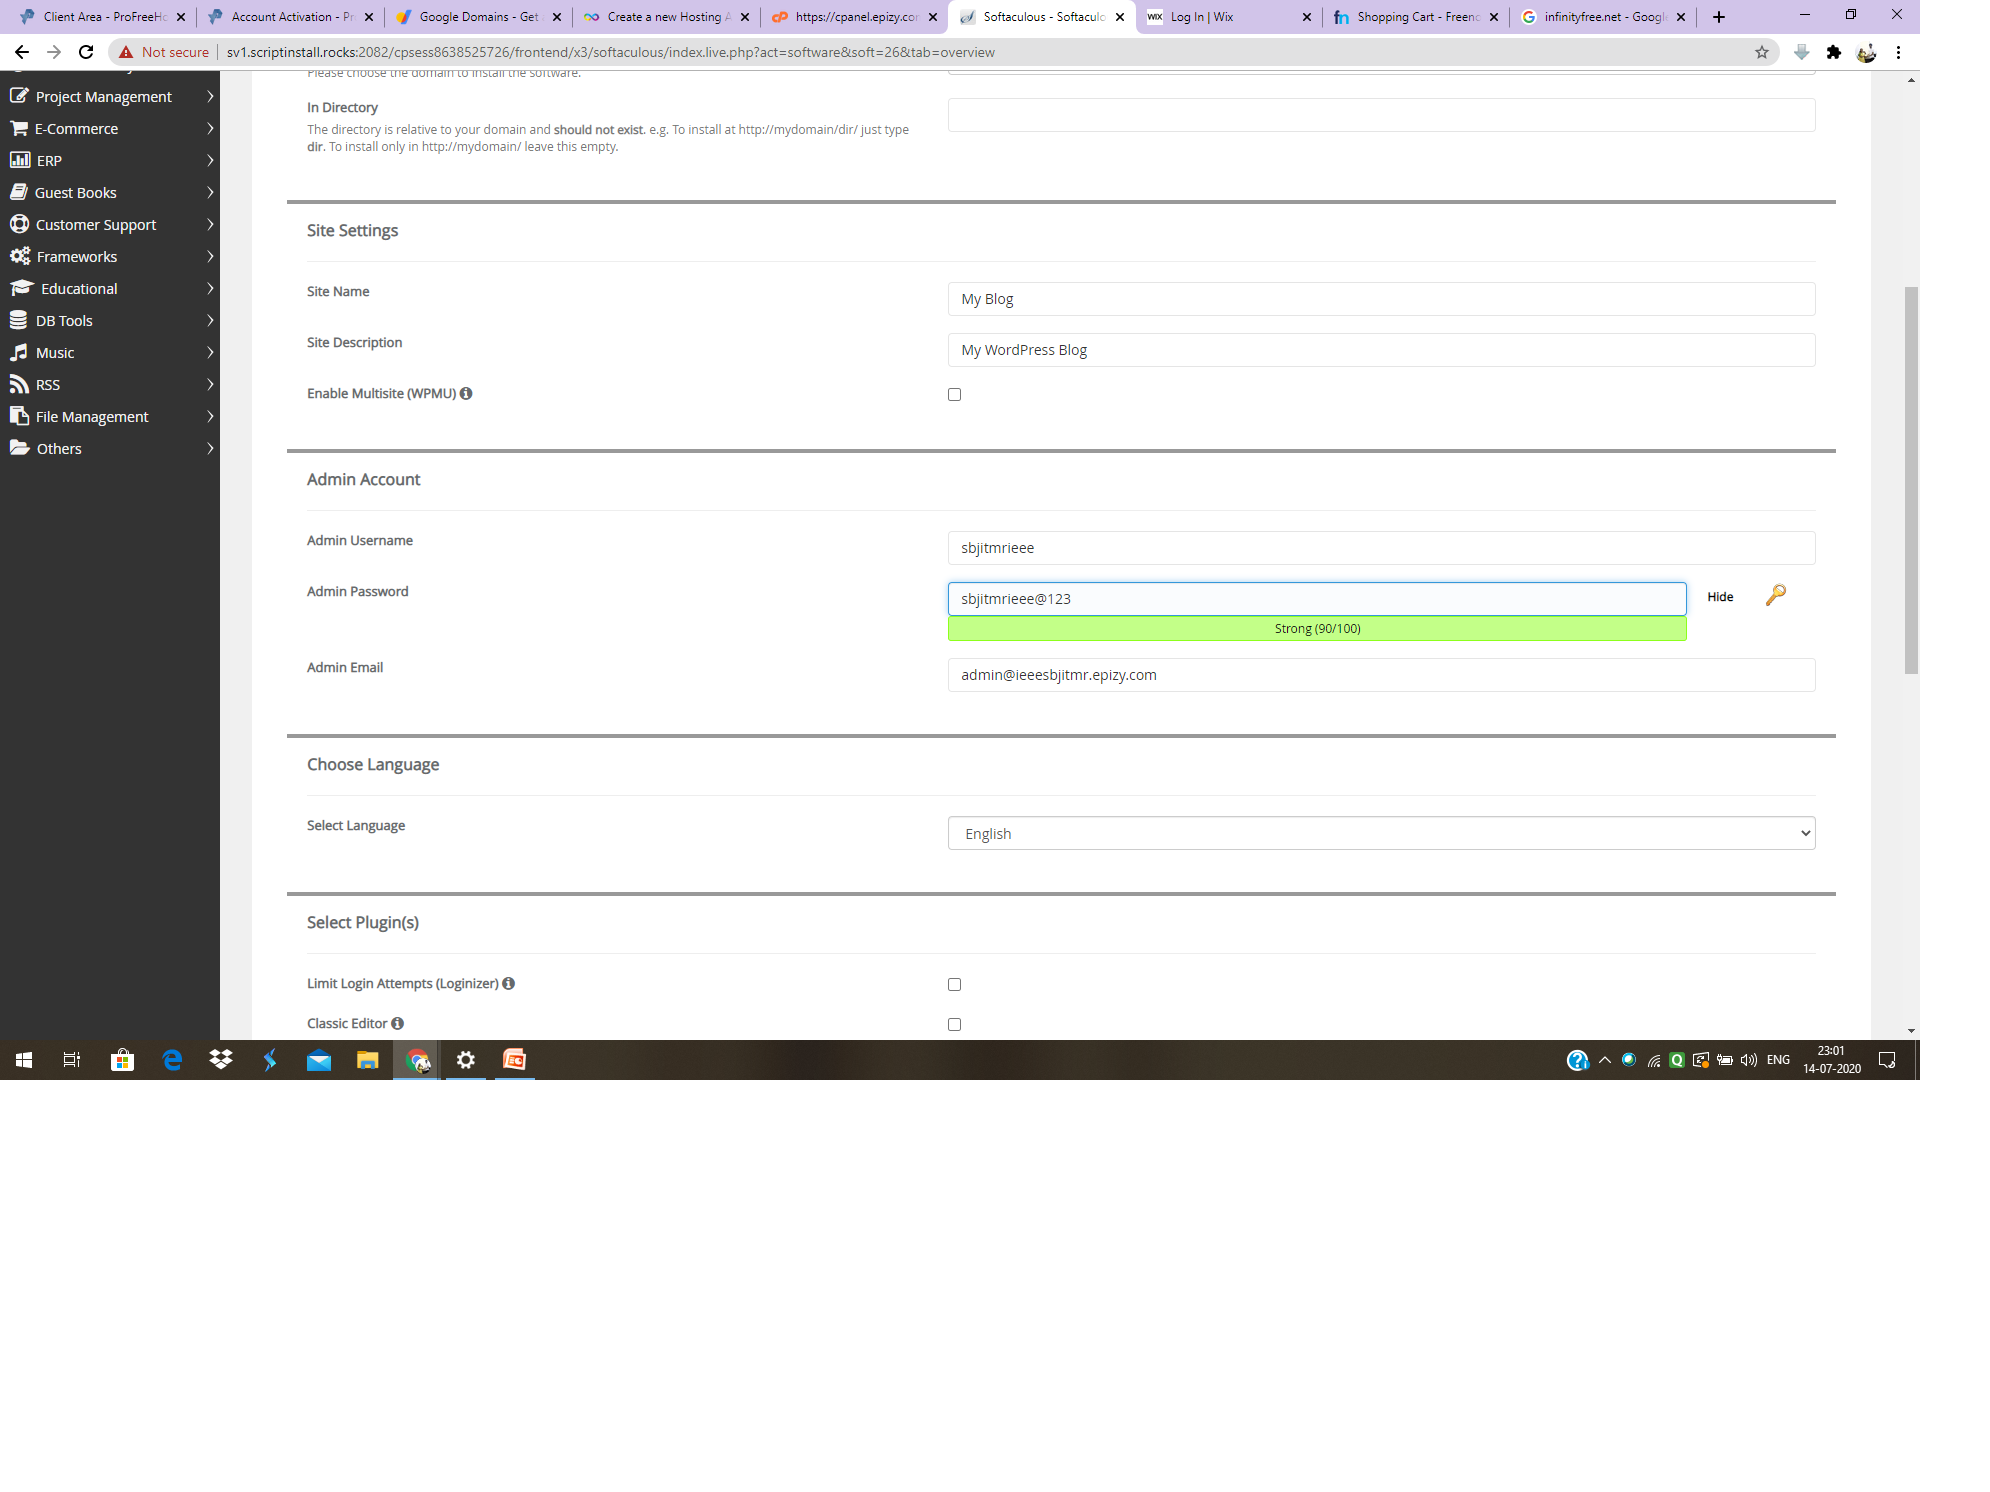 Client Area - ProFreeHo
Account Activation - Pr
Google Domains - Get
Create a new Hosting A
https://cpanel.epizy.cor
Softaculous - Softaculo
WIX Log In | Wix
fn Shopping Cart - Freen
infinityfree.net - Google
Not secure | sv1.scriptinstall.rocks:2082/cpsess8638525726/frontend/x3/softaculous/index.live.php?act=software&soft=26&tab=overview
Project Management
E-Commerce
ERP
Guest Books
Customer Support
Frameworks
Educational
DB Tools
Music
RSS
File Management
Others
Please choose the domain to install the software.
In Directory
The directory is relative to your domain and should not exist. e.g. To install at http://mydomain/dir/ just type
dir. To install only in http://mydomain/ leave this empty.
Site Settings
Site Name
My Blog
Site Description
My WordPress Blog
Enable Multisite (WPMU)
Admin Account
Admin Username
sbjitmrieee
Admin Password
sbjitmrieee@123
Hide
Strong (90/100)
Admin Email
admin@ieeesbjitmr.epizy.com
Choose Language
Select Language
English
Select Plugin(s)
Limit Login Attempts (Loginizer)
Classic Editor
ENG
23:01
14-07-2020